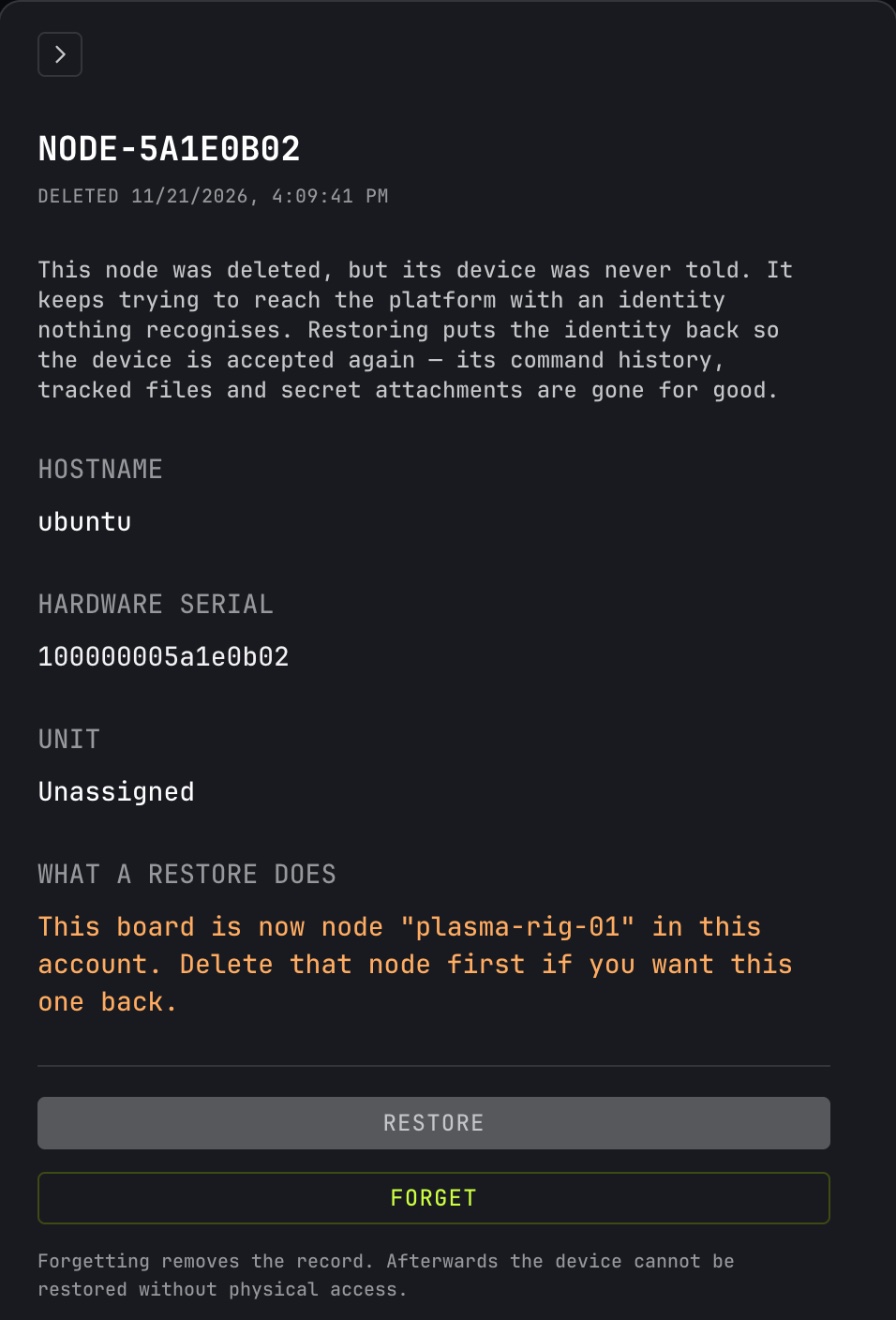 NODE-5A1E0B02
DELETED 11/21/2026, 4:09:41 PM
This node was deleted, but its device was never told. It
keeps trying to reach the platform with an identity
nothing recognises. Restoring puts the identity back so
the device is accepted again — its command history,
tracked files and secret attachments are gone for good.
HOSTNAME
ubuntu
HARDWARE SERIAL
100000005a1e0b02
UNIT
Unassigned
WHAT A RESTORE DOES
This board is now node "plasma-rig-01" in this
account. Delete that node first if you want this
one back.
RESTORE
FORGET
Forgetting removes the record. Afterwards the device cannot be
restored without physical access.